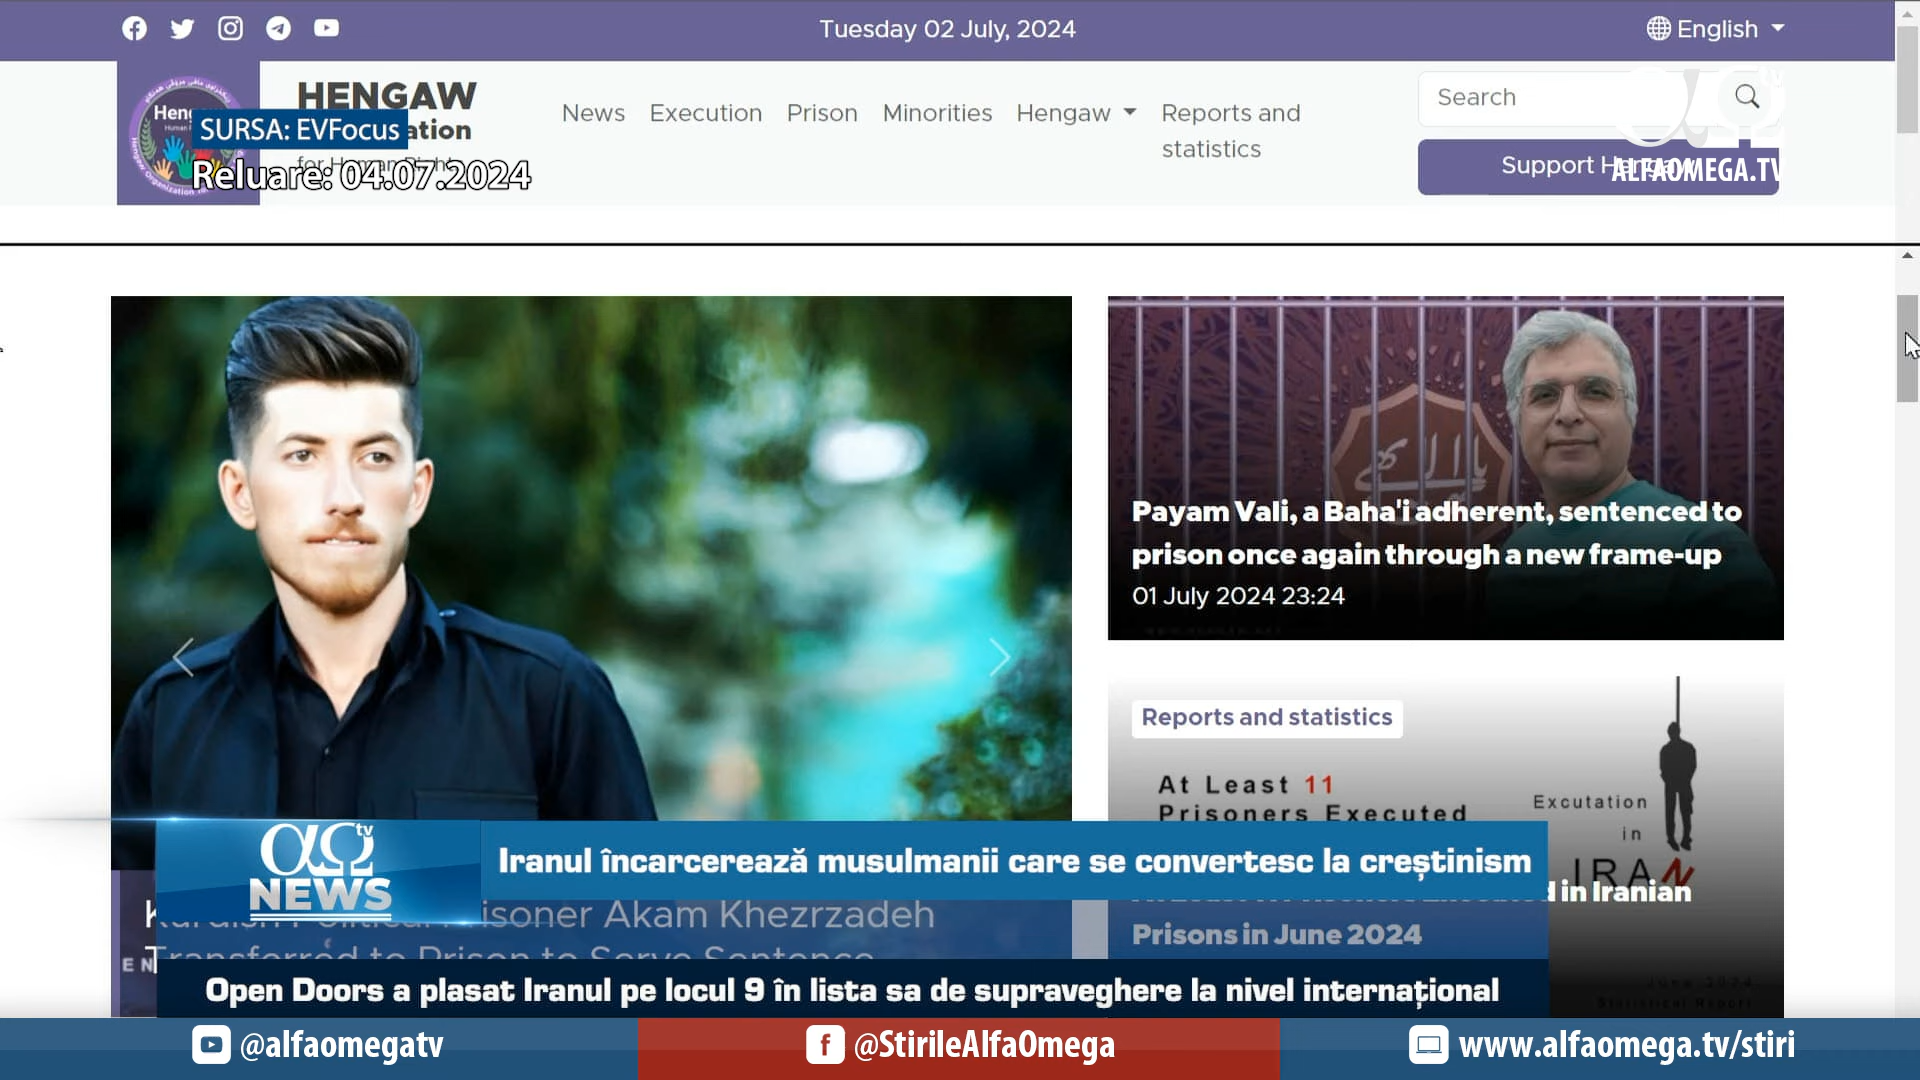 Tuesday 02 July, 2024
English
HENGAW
SURSA: EVFocus
Reluare: 04.07.2024
News
Execution
Prison
Minorities
Hengaw
Reports and
statistics
Search
Support
ALFAOMEGA.TV
Payam Vali, a Baha'i adherent, sentenced to
prison once again through a new frame-up
01 July 2024 23:24
Reports and statistics
At Least 11
Prisoners Executed
Excutation
in
IRAN
in Iranian
Prisons in June 2024
αΩ tv
NEWS
Iranul încarcerează musulmanii care se convertesc la creștinism
Akam Khezrzadeh
Open Doors a plasat Iranul pe locul 9 în lista sa de supraveghere la nivel internațional
@alfaomegatv
@StirileAlfaOmega
www.alfaomega.tv/stiri